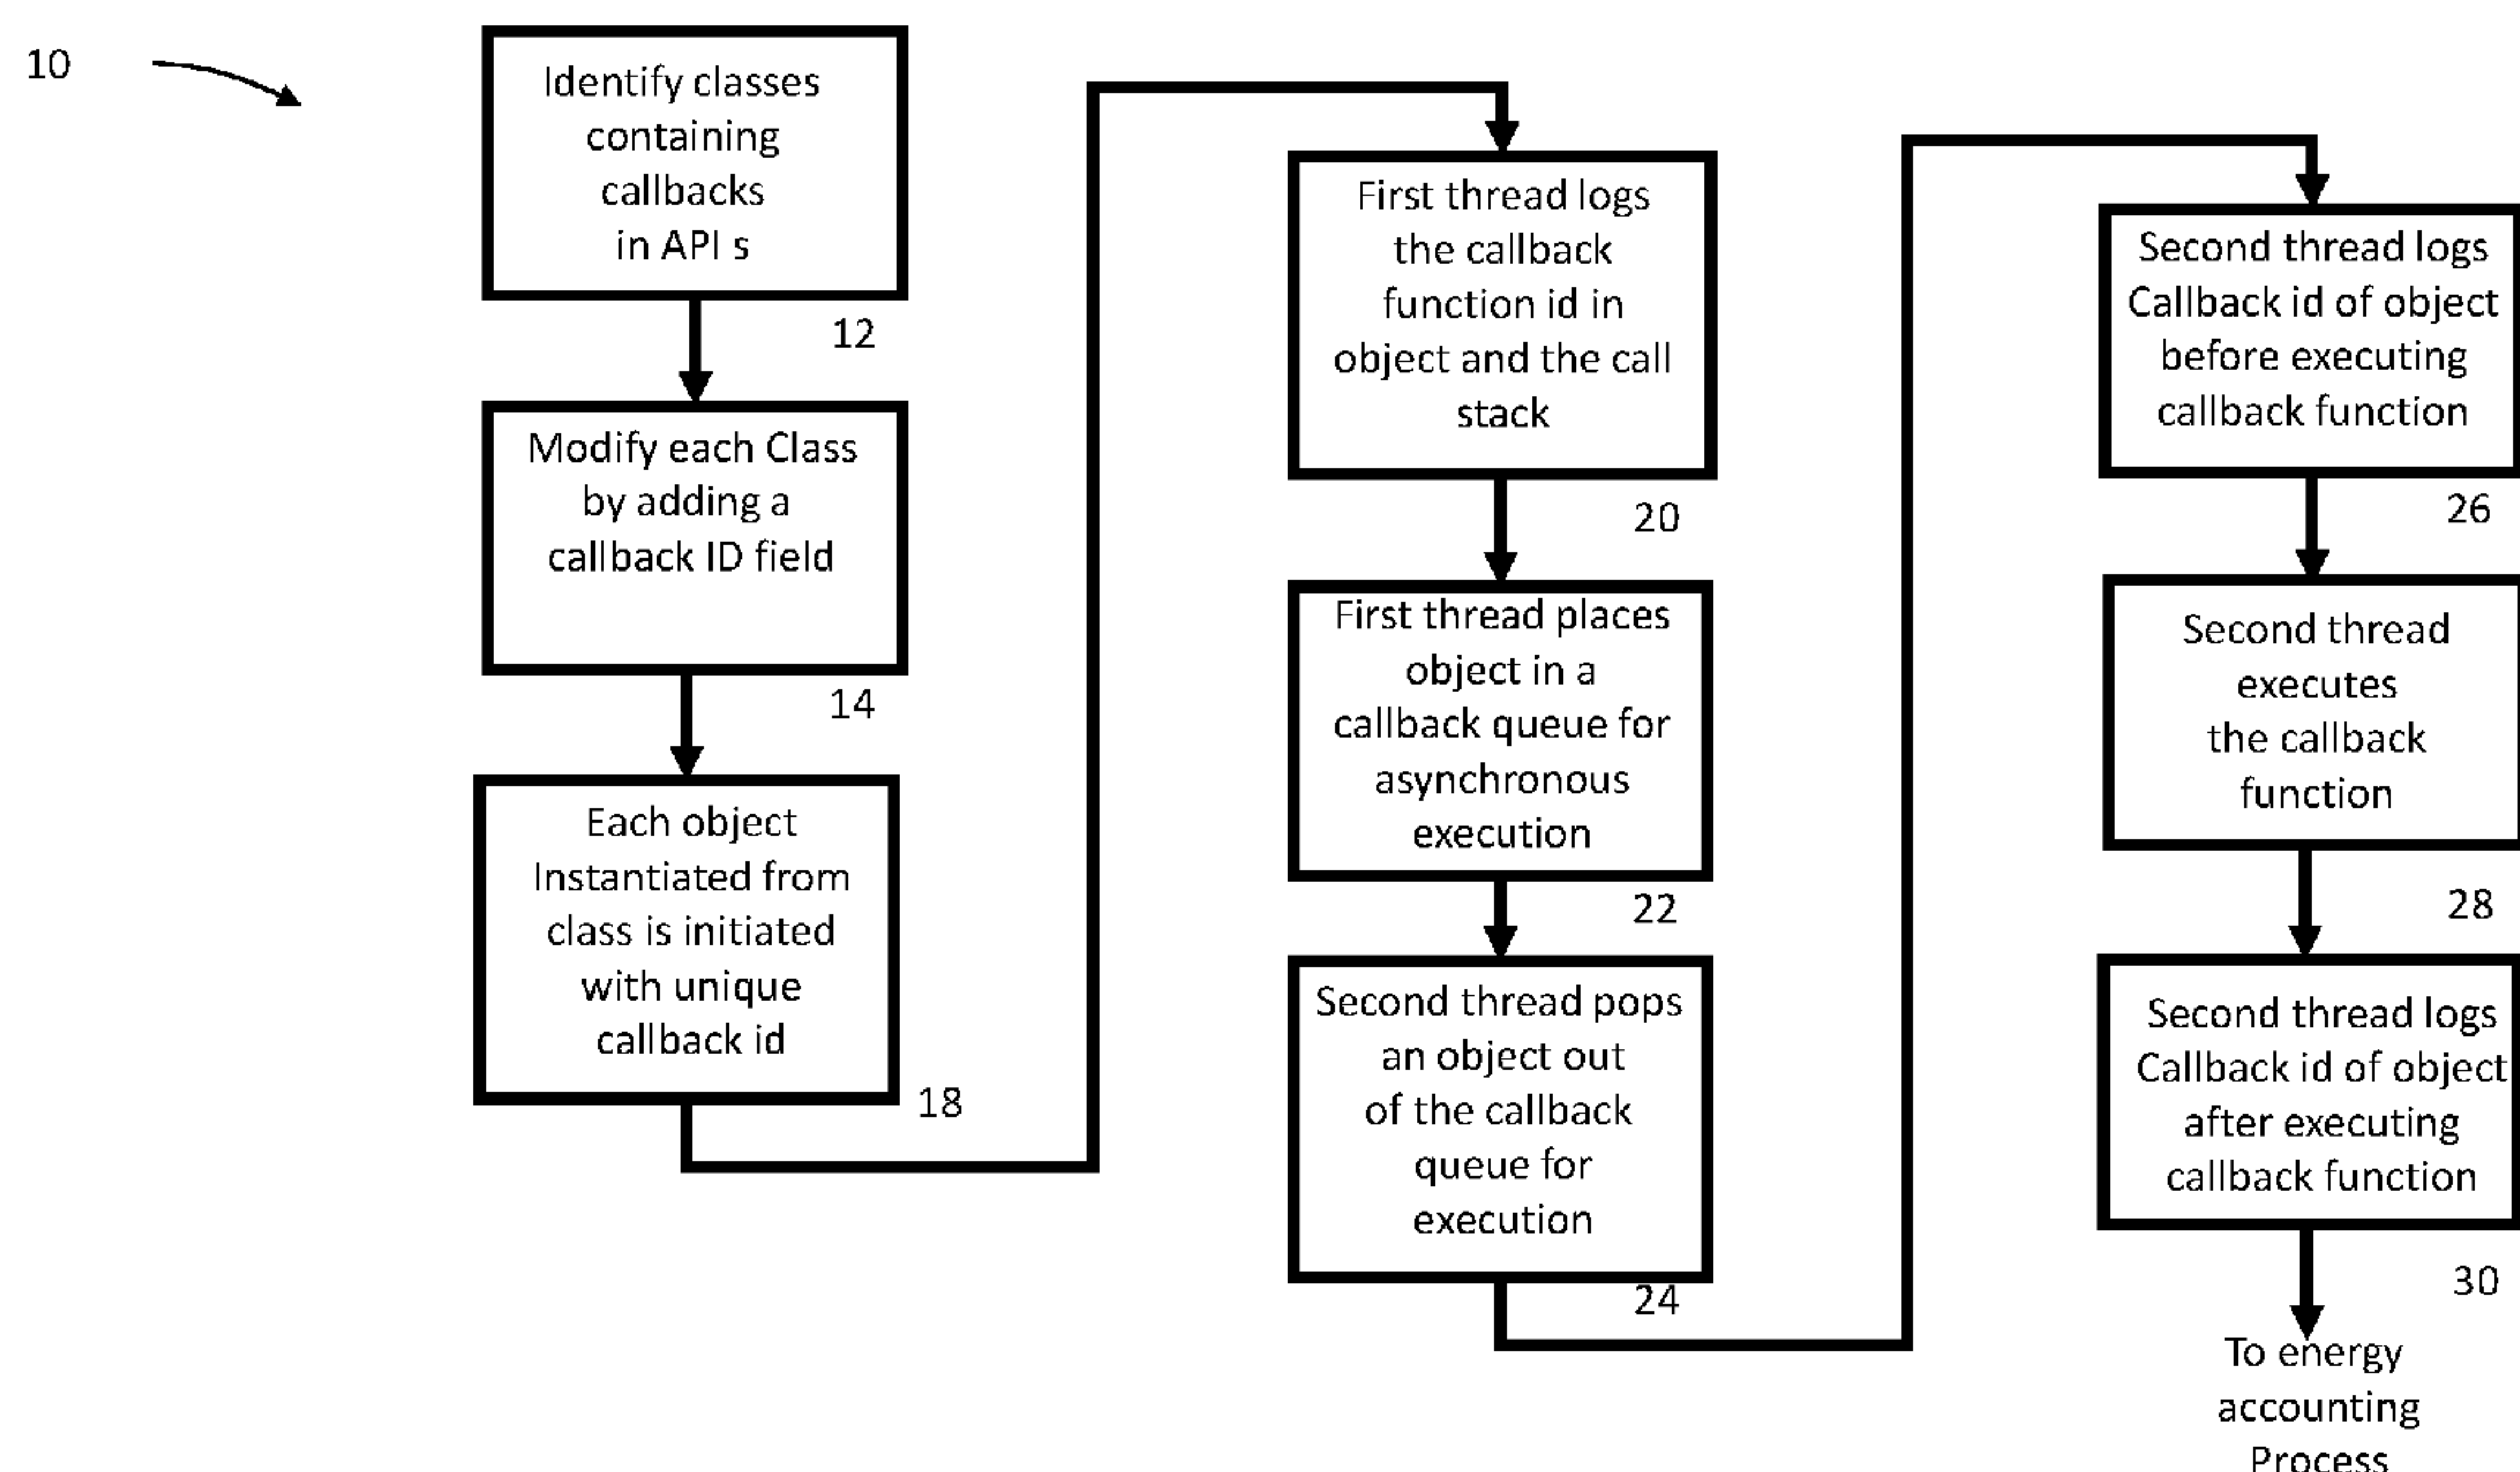 10
Identify classes
containing
callbacks
in API s
12
Modify each Class
by adding a
callback ID field
14
Each object
Instantiated from
class is initiated
with unique
callback id
18
First thread logs
the callback
function id in
object and the call
stack
20
First thread places
object in a
callback queue for
asynchronous
execution
22
Second thread pops
an object out
of the callback
queue for
execution
24
Second thread logs
Callback id of object
before executing
callback function
26
Second thread
executes
the callback
function
28
Second thread logs
Callback id of object
after executing
callback function
30
To energy
accounting
Process